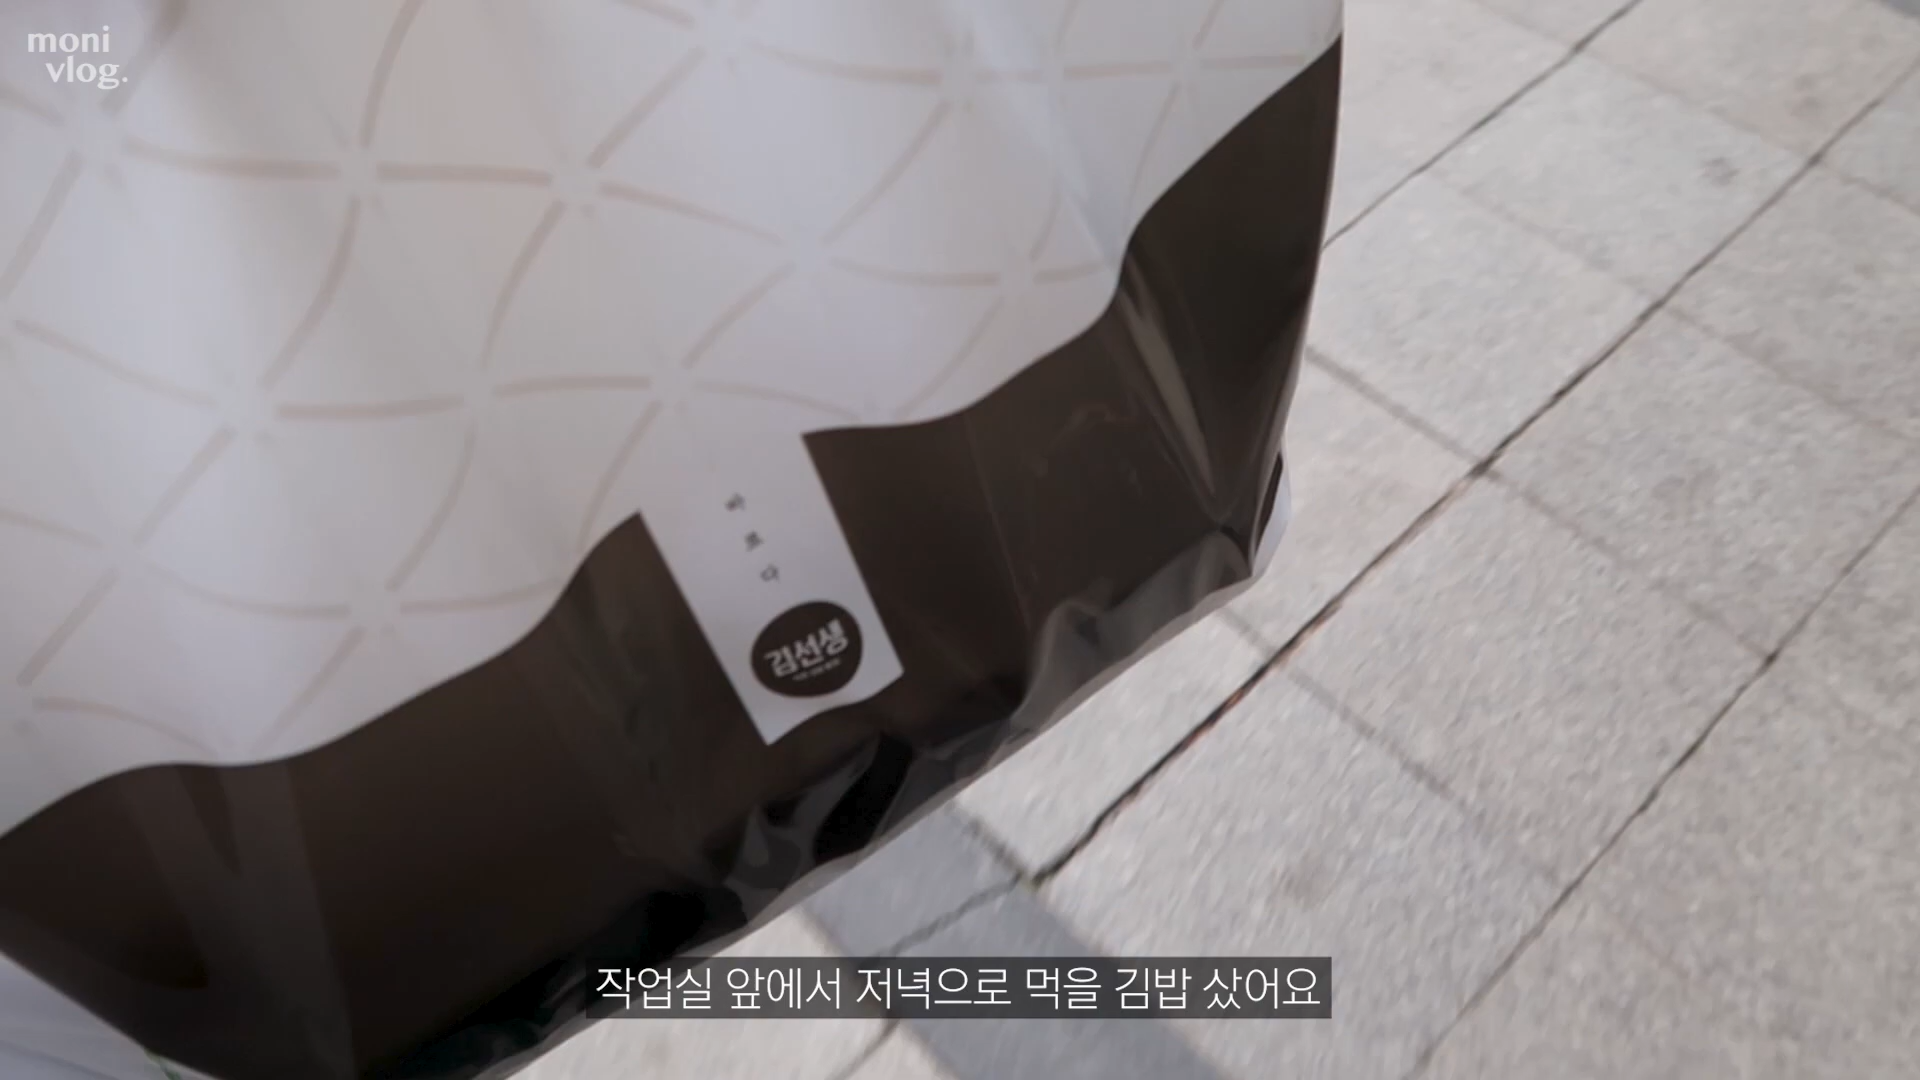 moni
vlog.
바르다
김선생
작업실 앞에서 저녁으로 먹을 김밥 샀어요